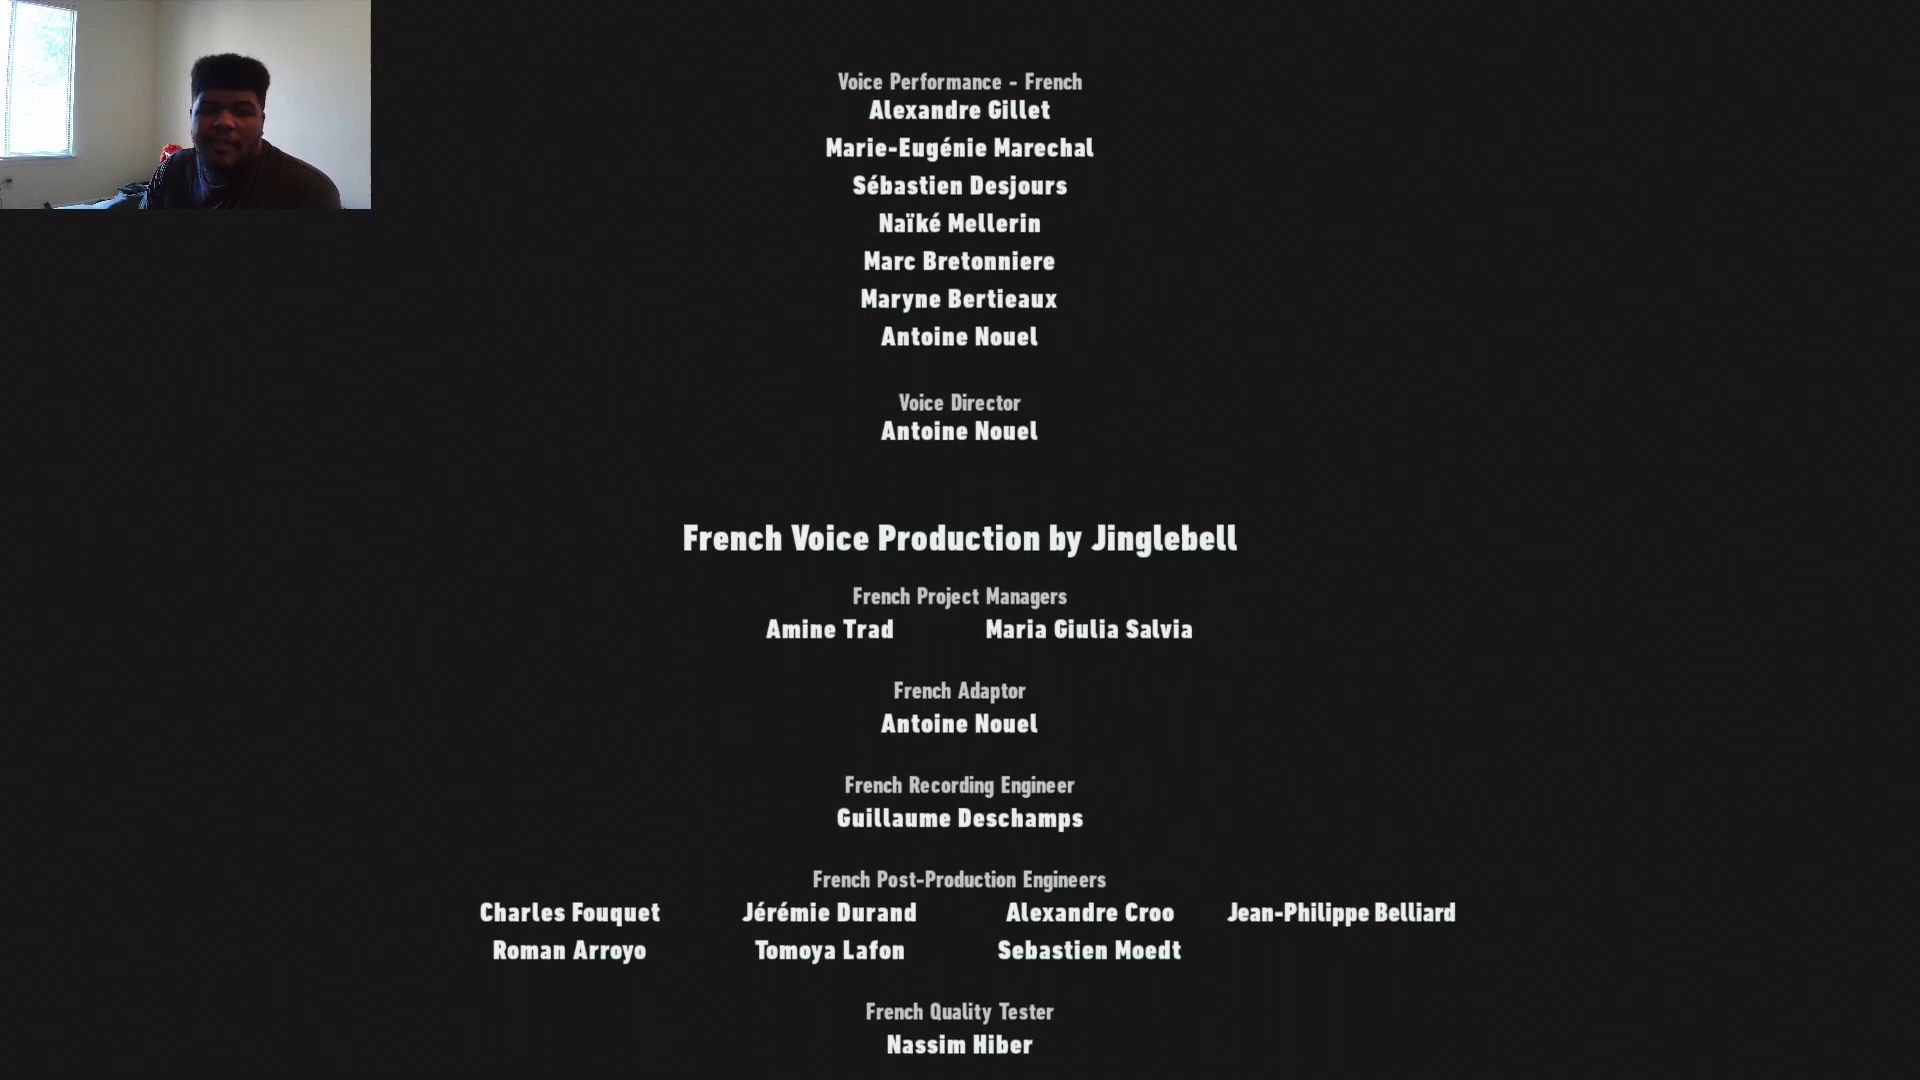 Voice Performance - French
Alexandre Gillet
Marie-Eugénie Marechal
Sébastien Desjours
Naïké Mellerin
Marc Bretonniere
Maryne Bertieaux
Antoine Nouel
Voice Director
Antoine Nouel
French Voice Production by Jinglebell
French Project Managers
Amine Trad Maria Giulia Salvia
French Adaptor
Antoine Nouel
French Recording Engineer
Guillaume Deschamps
French Post-Production Engineers
Charles Fouquet Jérémie Durand Alexandre Croo Jean-Philippe Belliard
Roman Arroyo Tomoya Lafon Sebastien Moedt
French Quality Tester
Nassim Hiber